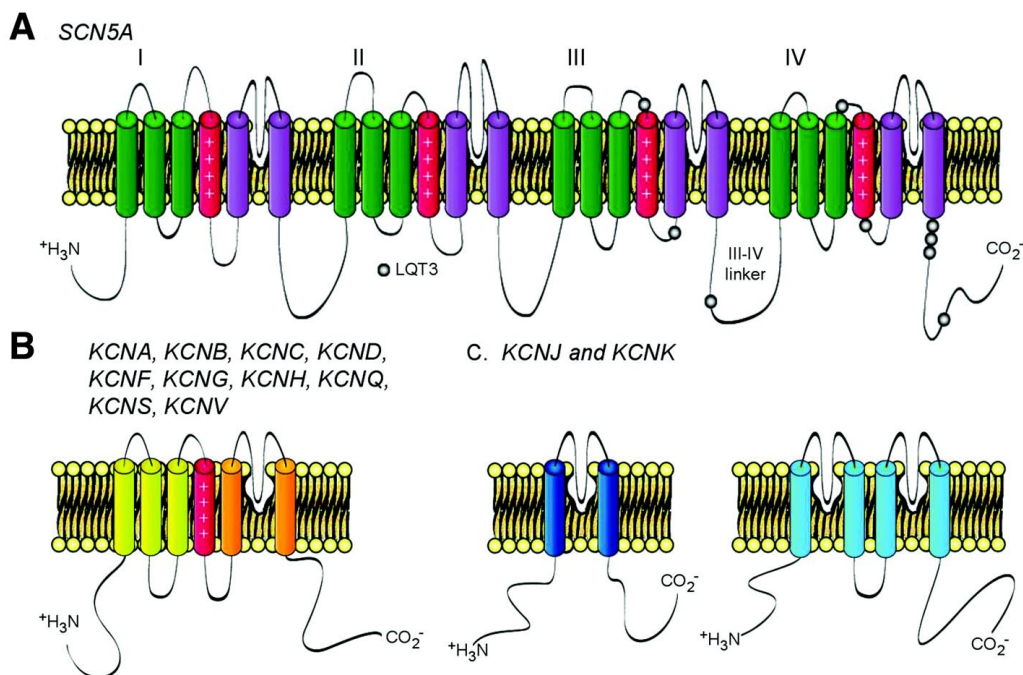 A SCN5A
I II III IV
+ + + +
+ + + +
+ + + +
+ + + +
⁺H₃N
LQT3
III-IV
linker
CO₂⁻
B KCNA, KCNB, KCNC, KCND,
KCNF, KCNG, KCNH, KCNQ,
KCNS, KCNV
C. KCNJ and KCNK
+
+
+
+
⁺H₃N
CO₂⁻
⁺H₃N
CO₂⁻
⁺H₃N
CO₂⁻